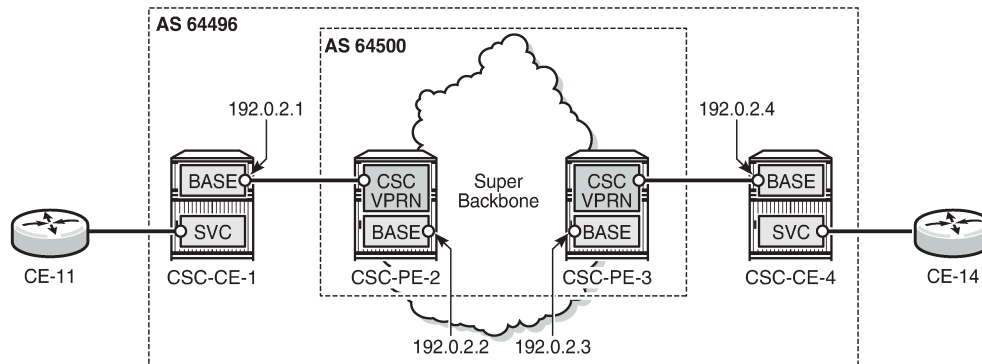 AS 64496
AS 64500
192.0.2.1
192.0.2.4
BASE
CSC
VPRN
Super
Backbone
CSC
VPRN
BASE
SVC
BASE
BASE
SVC
CE-11
CSC-CE-1
CSC-PE-2
CSC-PE-3
CSC-CE-4
CE-14
192.0.2.2
192.0.2.3